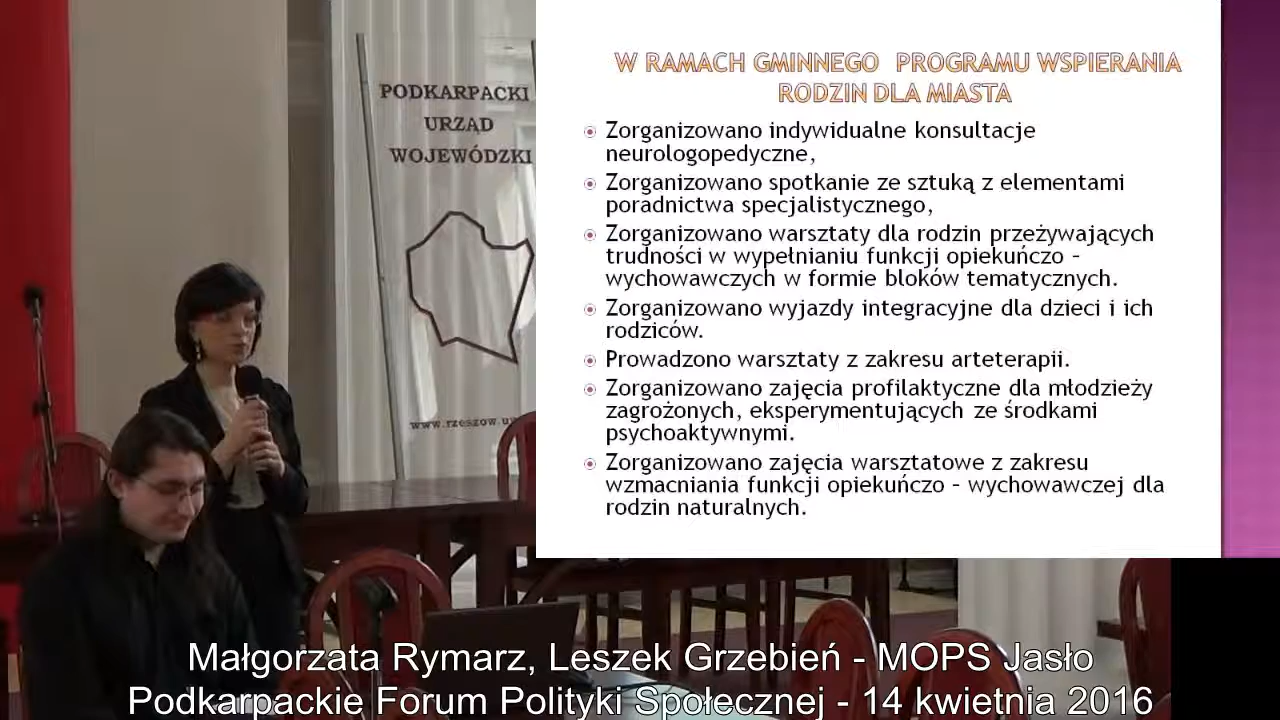 PODKARPACKI
URZĄD
WOJEWÓDZKI
W RAMACH GMINNEGO PROGRAMU WSPIERANIA
RODZIN DLA MIASTA
Zorganizowano indywidualne konsultacje
neurologopedyczne,
Zorganizowano spotkanie ze sztuką z elementami
poradnictwa specjalistycznego,
Zorganizowano warsztaty dla rodzin przeżywających
trudności w wypełnianiu funkcji opiekuńczo –
wychowawczych w formie bloków tematycznych.
Zorganizowano wyjazdy integracyjne dla dzieci i ich
rodziców.
Prowadzono warsztaty z zakresu arteterapii.
Zorganizowano zajęcia profilaktyczne dla młodzieży
zagrożonych, eksperymentujących ze środkami
psychoaktywnymi.
Zorganizowano zajęcia warsztatowe z zakresu
wzmacniania funkcji opiekuńczo – wychowawczej dla
rodzin naturalnych.
Małgorzata Rymarz, Leszek Grzebień - MOPS Jasło
Podkarpackie Forum Polityki Społecznej - 14 kwietnia 2016